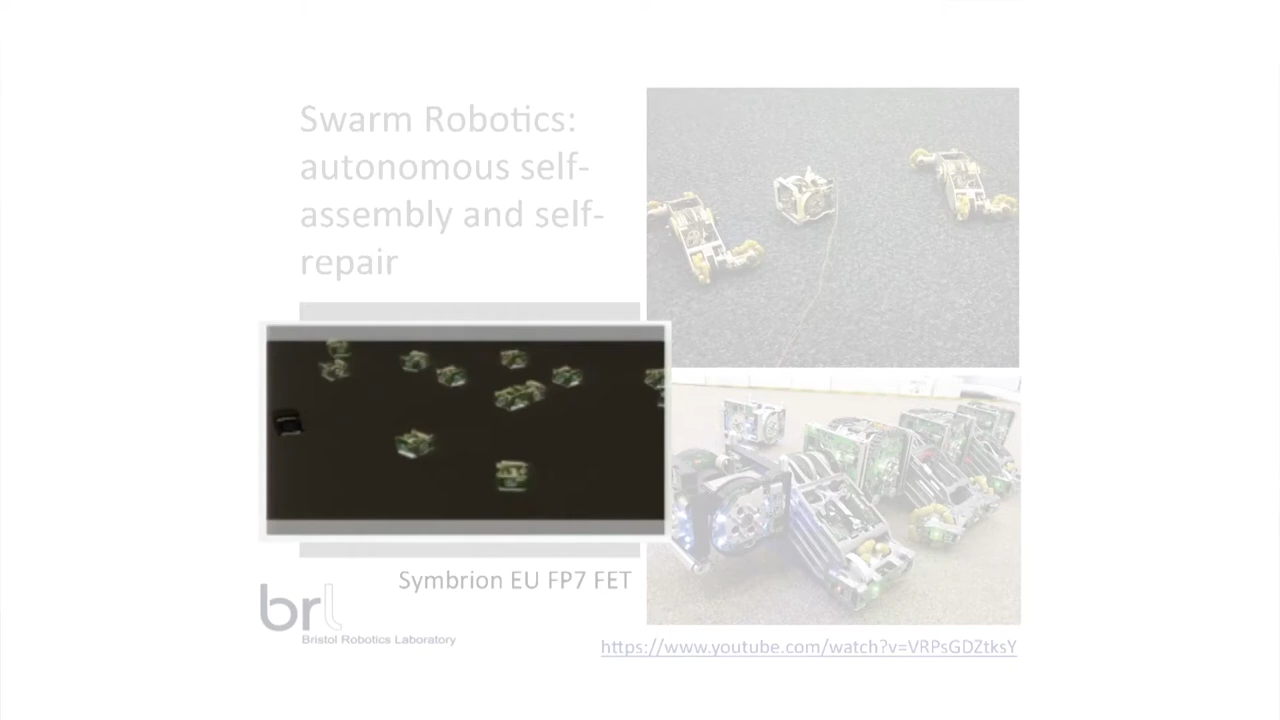 Swarm Robotics:
autonomous self-
assembly and self-
repair
Symbrion EU FP7 FET
brl
Bristol Robotics Laboratory
https://www.youtube.com/watch?v=VRPsGDZtksY